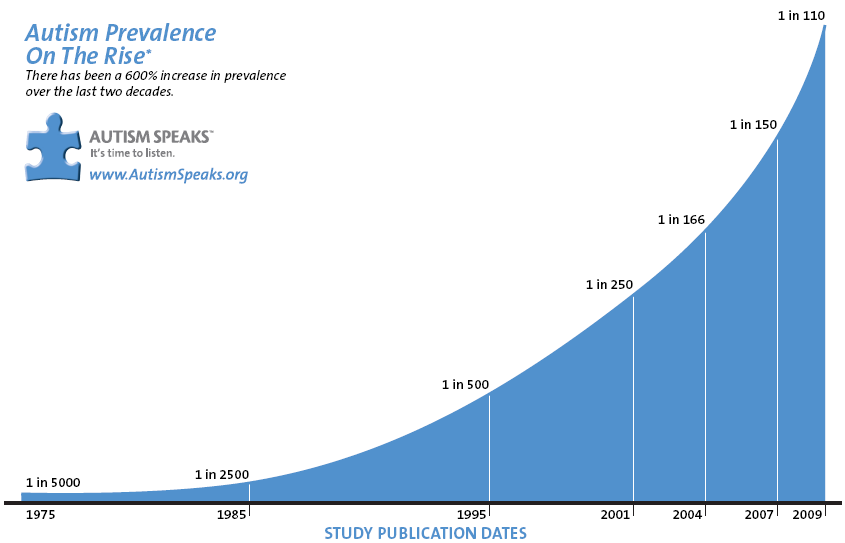 Autism Prevalence
On The Rise*
There has been a 600% increase in prevalence
over the last two decades.
AUTISM SPEAKS™
It's time to listen.
www.AutismSpeaks.org
1 in 110
1 in 150
1 in 166
1 in 250
1 in 500
1 in 2500
1 in 5000
1975 1985 1995 2001 2004 2007 2009
STUDY PUBLICATION DATES